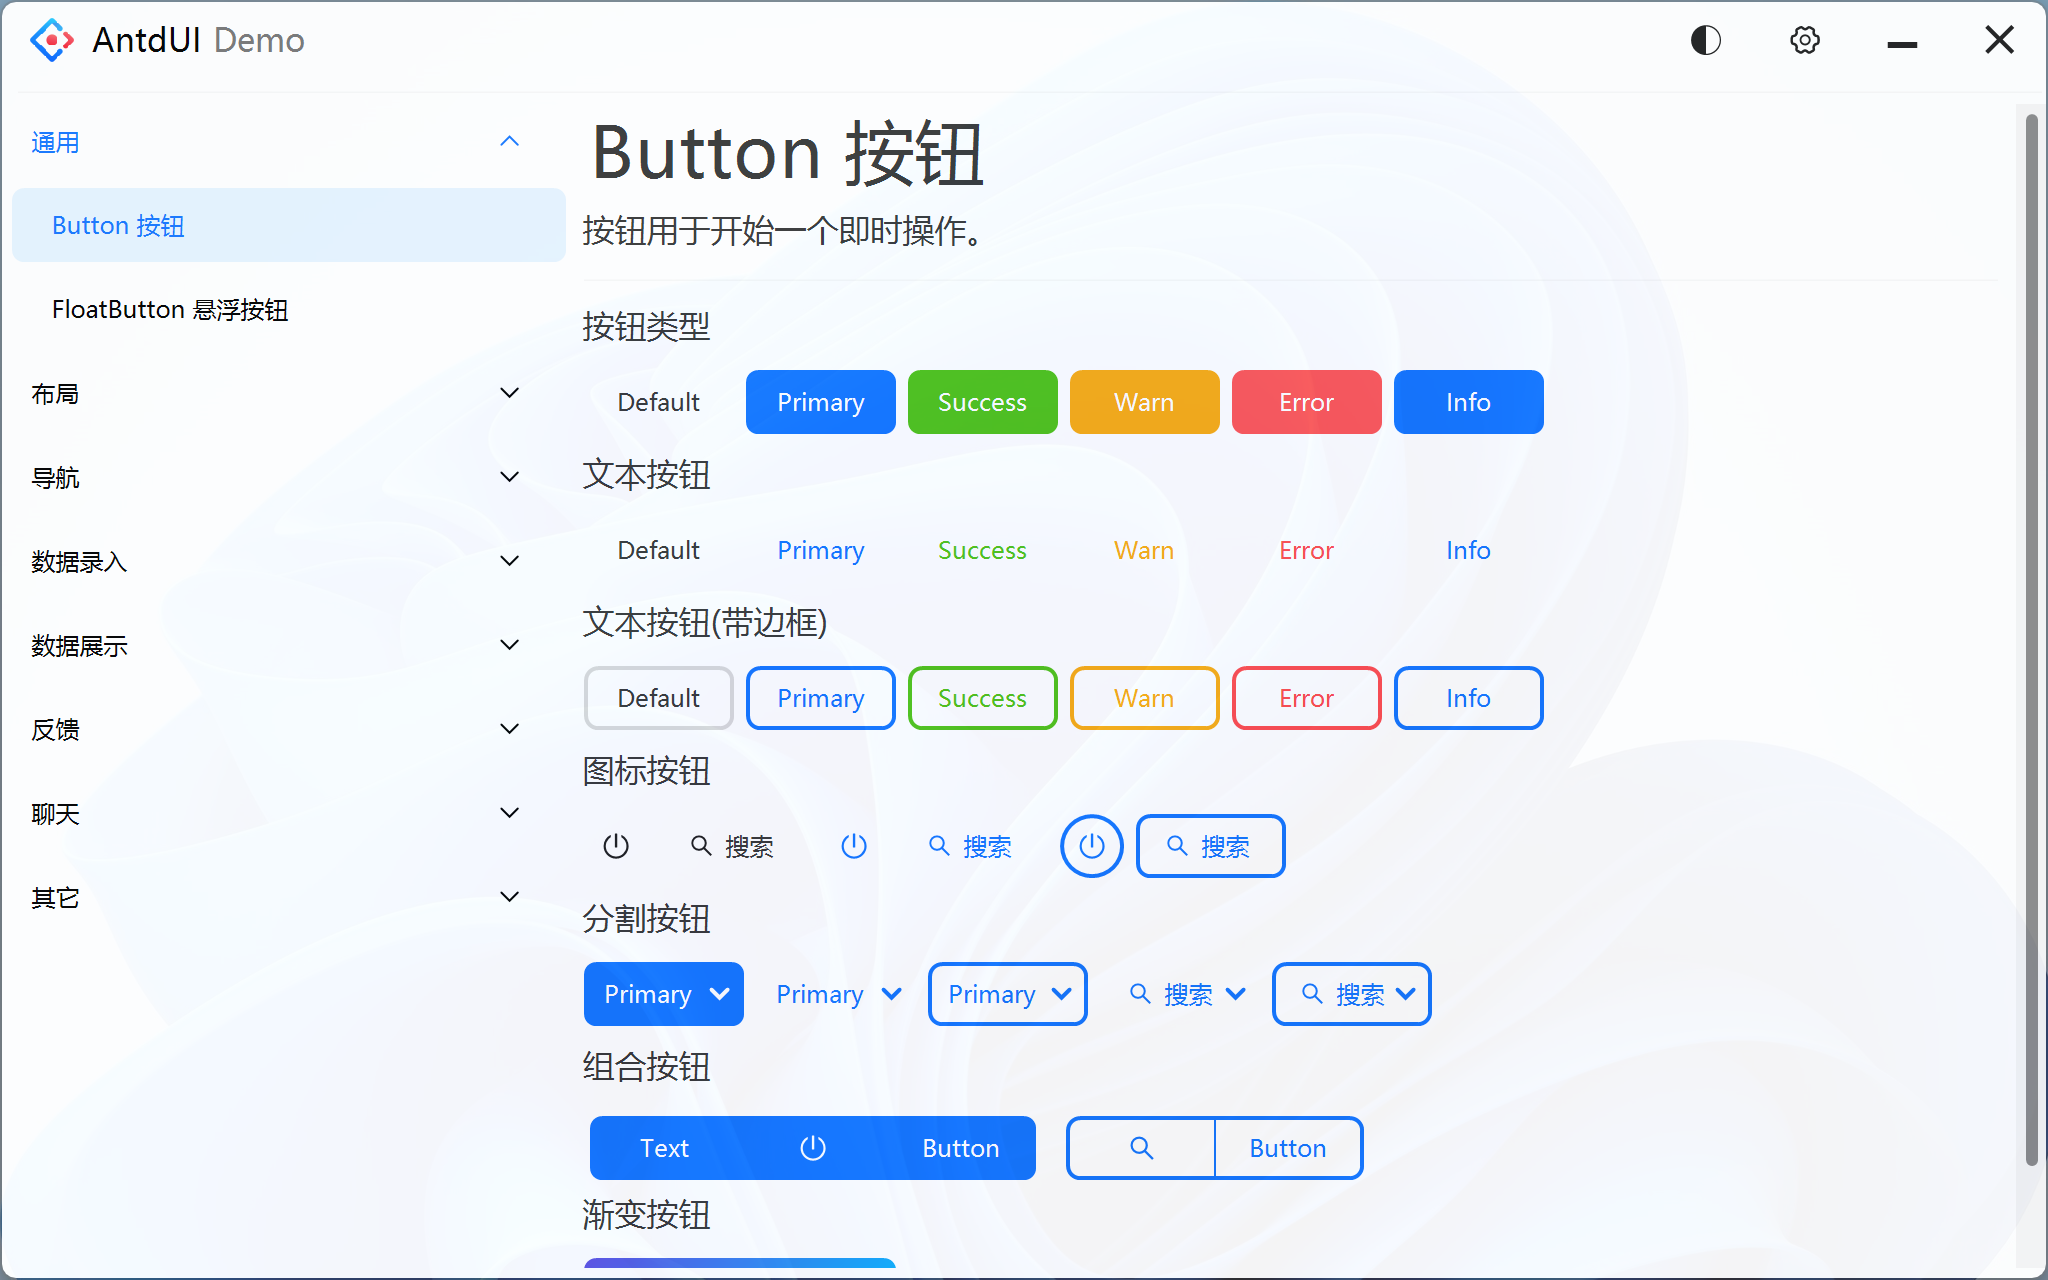 AntdUI Demo
通用
Button 按钮
FloatButton 悬浮按钮
布局
导航
数据录入
数据展示
反馈
聊天
其它
Button 按钮
按钮用于开始一个即时操作。
按钮类型
Default Primary Success Warn Error Info
文本按钮
Default Primary Success Warn Error Info
文本按钮(带边框)
Default Primary Success Warn Error Info
图标按钮
搜索 搜索 搜索
分割按钮
Primary Primary Primary 搜索 搜索
组合按钮
Text Button Button
渐变按钮